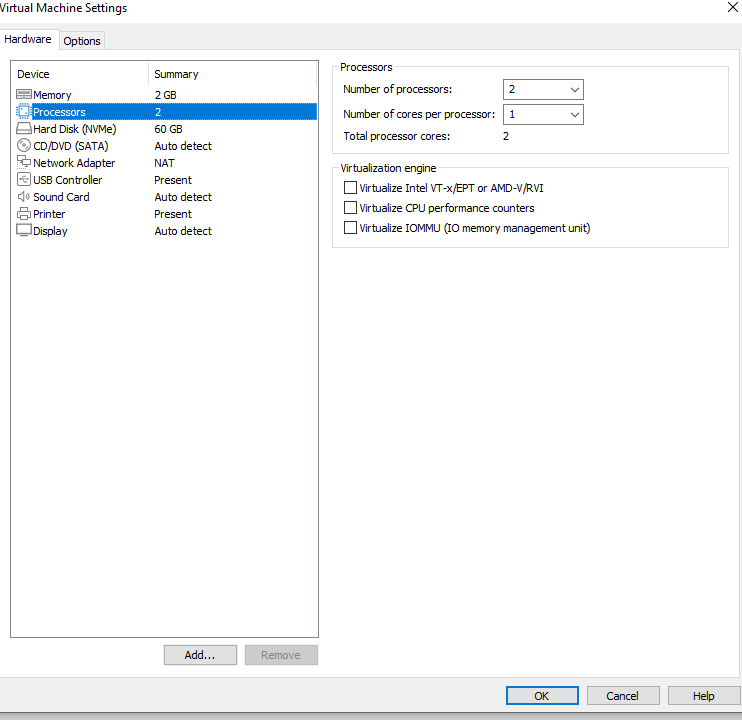 Virtual Machine Settings
Hardware Options
Device Summary
Memory 2 GB
Processors 2
Hard Disk (NVMe) 60 GB
CD/DVD (SATA) Auto detect
Network Adapter NAT
USB Controller Present
Sound Card Auto detect
Printer Present
Display Auto detect
Add... Remove
Processors
Number of processors: 2
Number of cores per processor: 1
Total processor cores: 2
Virtualization engine
Virtualize Intel VT-x/EPT or AMD-V/RVI
Virtualize CPU performance counters
Virtualize IOMMU (IO memory management unit)
OK Cancel Help